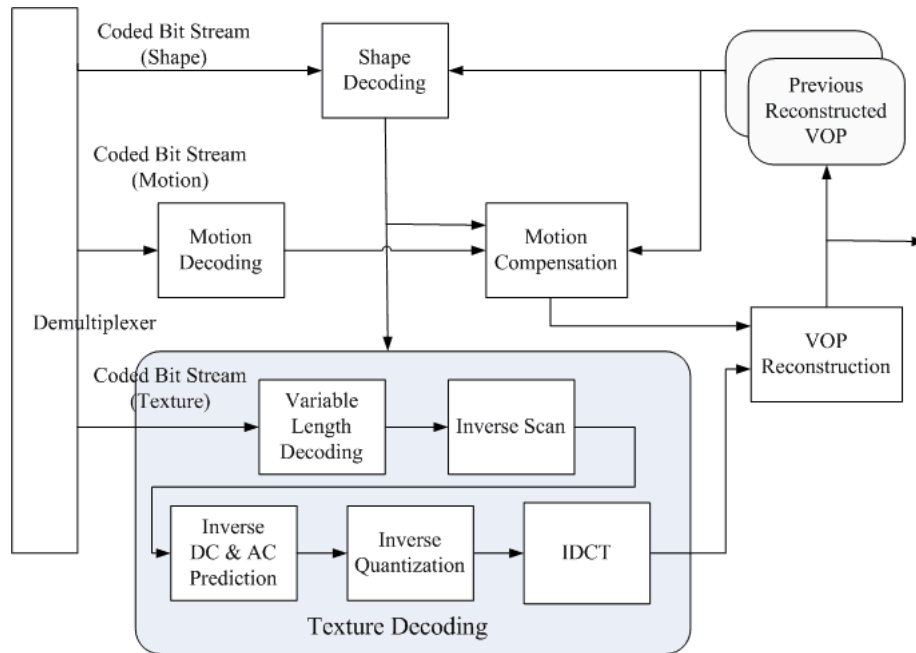 Coded Bit Stream
(Shape)
Shape
Decoding
Previous
Reconstructed
VOP
Coded Bit Stream
(Motion)
Motion
Decoding
Motion
Compensation
Demultiplexer
VOP
Reconstruction
Coded Bit Stream
(Texture)
Variable
Length
Decoding
Inverse Scan
Inverse
DC & AC
Prediction
Inverse
Quantization
IDCT
Texture Decoding